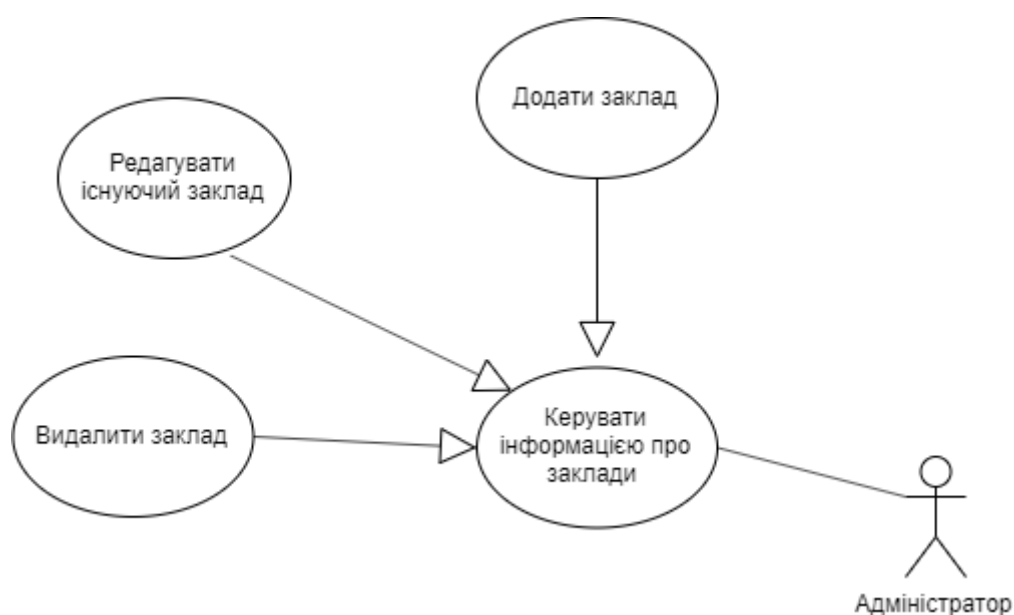 Додати заклад
Редагувати
існуючий заклад
Видалити заклад
Керувати
інформацією про
заклади
Адміністратор